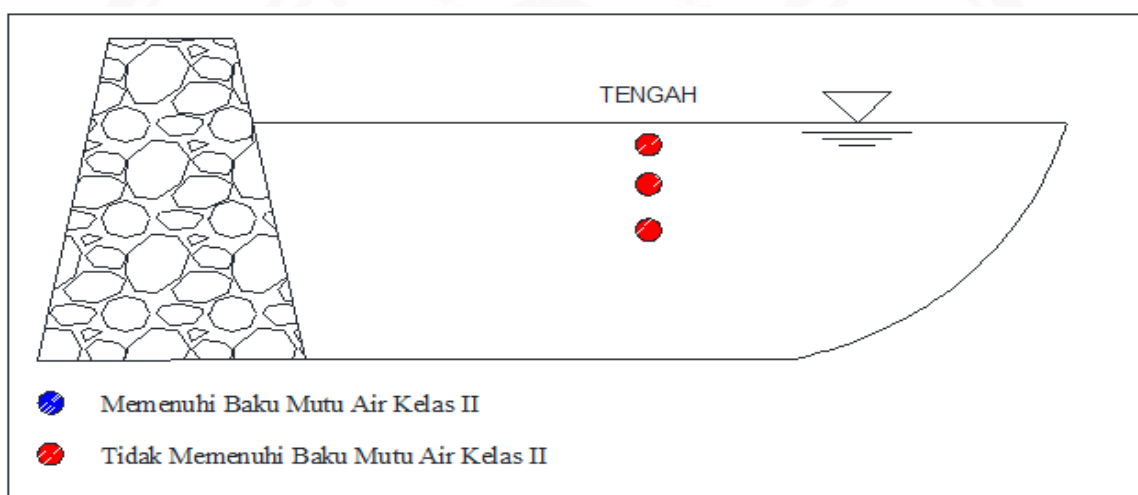 TENGAH
Memenuhi Baku Mutu Air Kelas II
Tidak Memenuhi Baku Mutu Air Kelas II